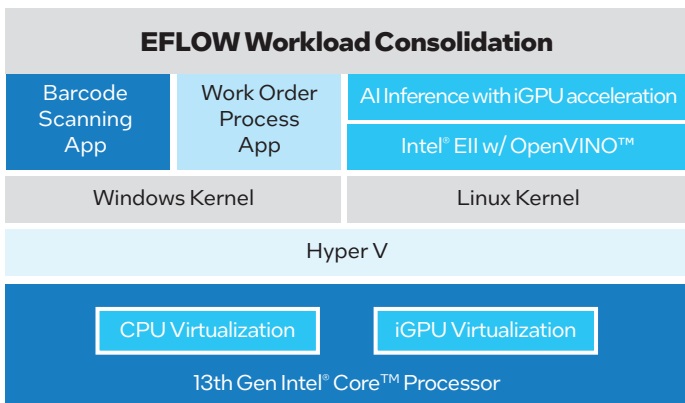 EFLOW Workload Consolidation
Barcode
Scanning
App
Work Order
Process
App
AI Inference with iGPU acceleration
Intel® EII w/ OpenVINO™
Windows Kernel
Linux Kernel
Hyper V
CPU Virtualization
iGPU Virtualization
13th Gen Intel® Core™ Processor